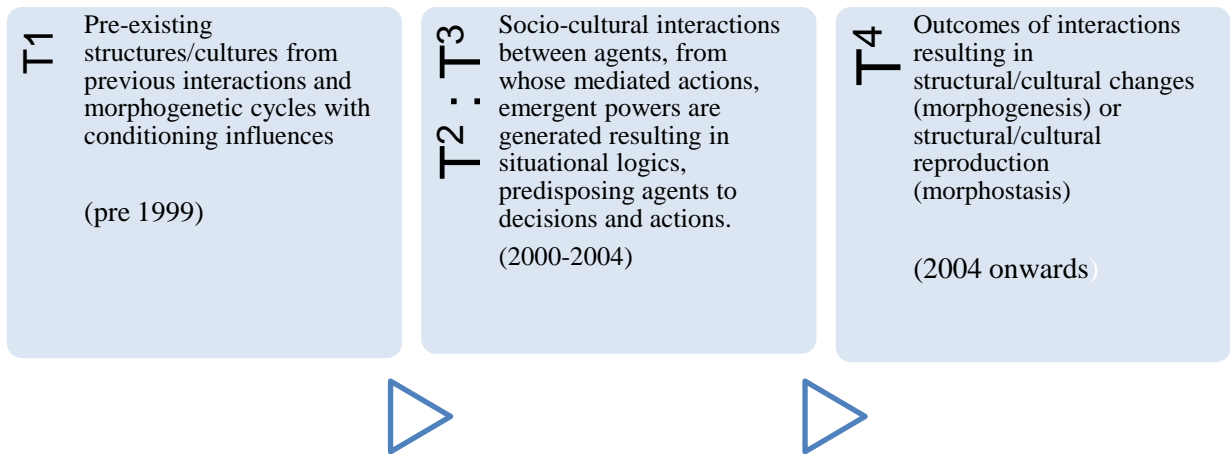 T1
Pre-existing
structures/cultures from
previous interactions and
morphogenetic cycles with
conditioning influences
(pre 1999)
T² : T³
Socio-cultural interactions
between agents, from
whose mediated actions,
emergent powers are
generated resulting in
situational logics,
predisposing agents to
decisions and actions.
(2000-2004)
T⁴
Outcomes of interactions
resulting in
structural/cultural changes
(morphogenesis) or
structural/cultural
reproduction
(morphostasis)
(2004 onwards)